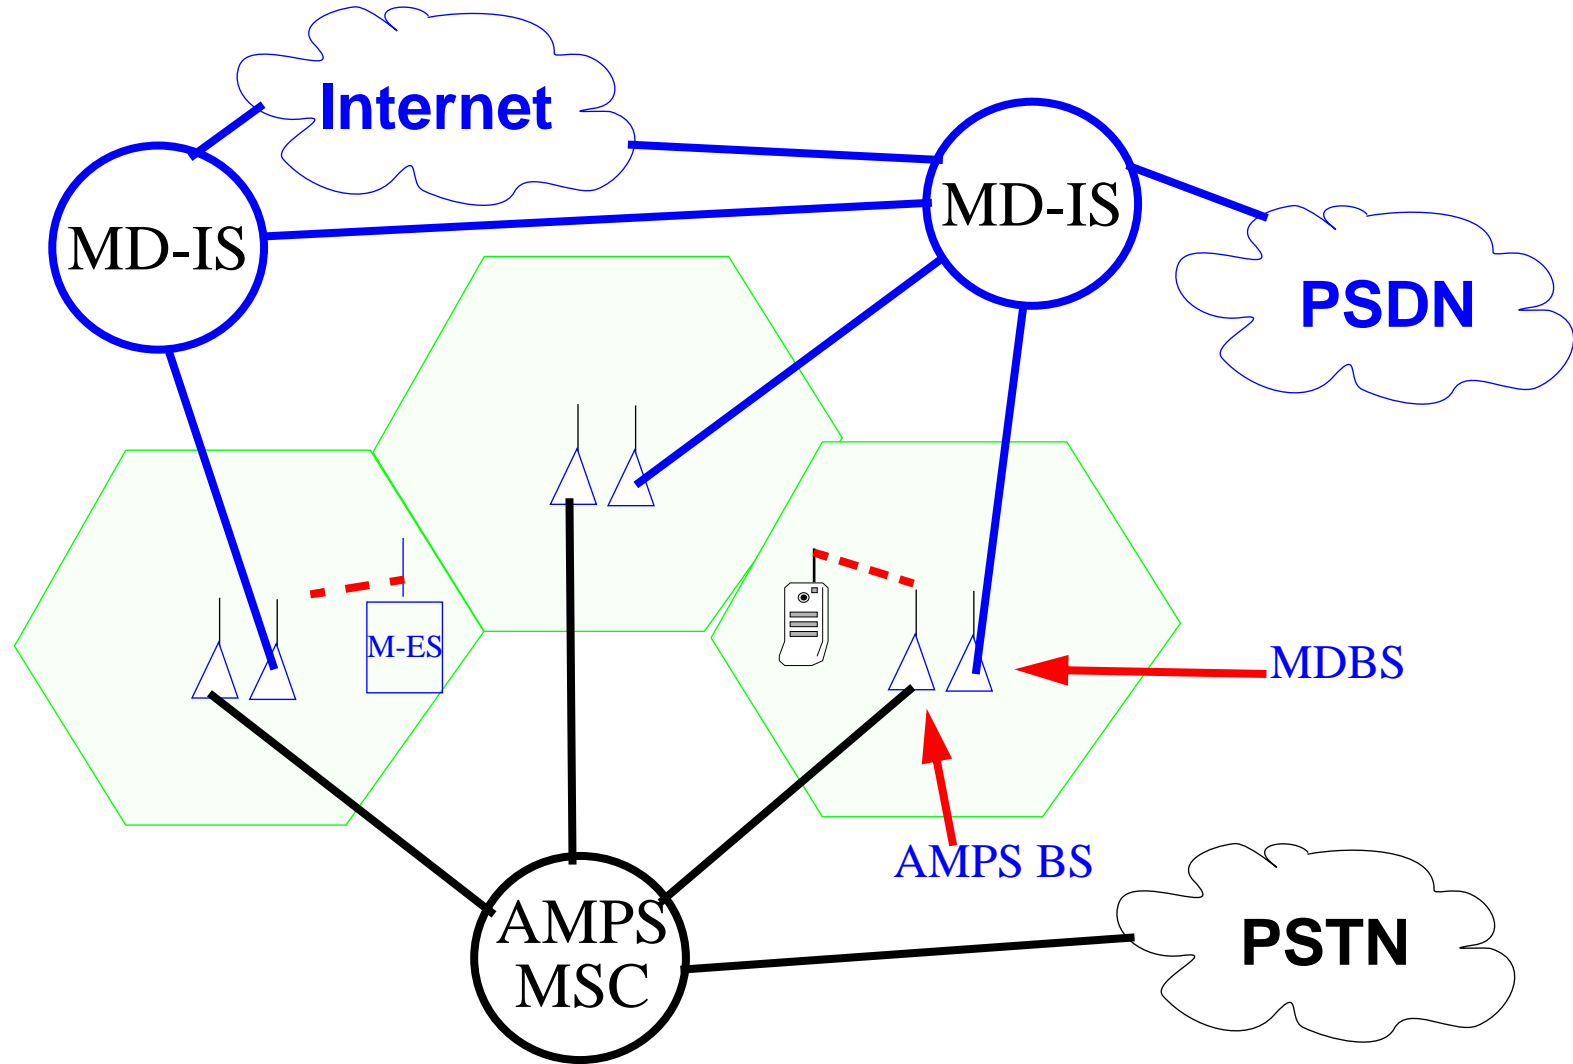 Internet
MD-IS
MD-IS
PSDN
M-ES
MDBS
AMPS BS
AMPS
MSC
PSTN